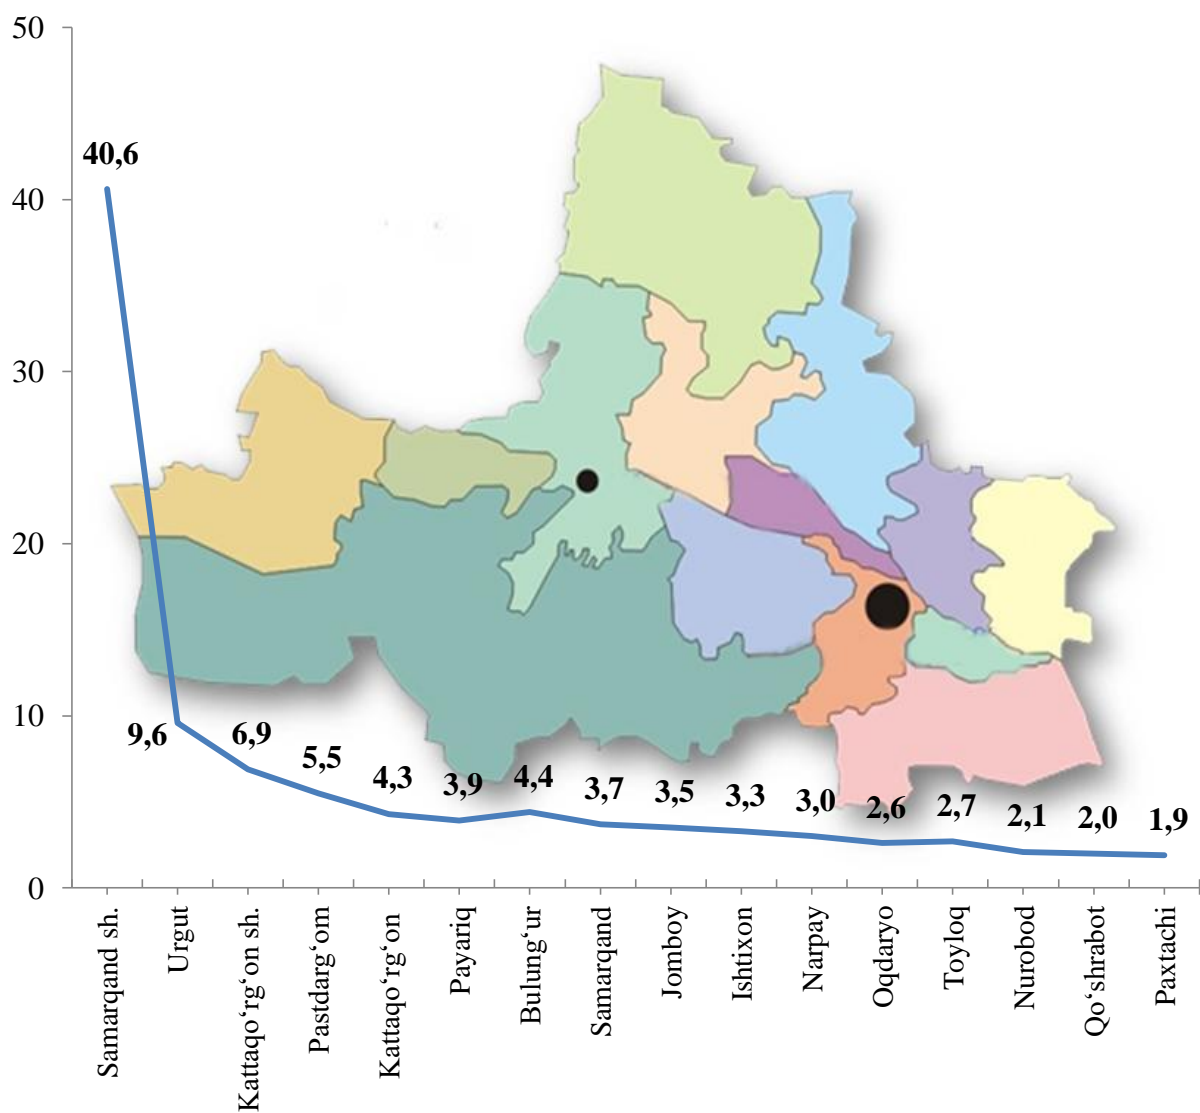 50
40
30
20
10
0
40,6
9,6
6,9
5,5
4,3
3,9
4,4
3,7
3,5
3,3
3,0
2,6
2,7
2,1
2,0
1,9
Samarqand sh.
Urgut
Kattaqo‘rg‘on sh.
Pastdarg‘om
Kattaqo‘rg‘on
Payariq
Bulung‘ur
Samarqand
Jomboy
Ishtixon
Narpay
Oqdaryo
Toyloq
Nurobod
Qo‘shrabot
Paxtachi